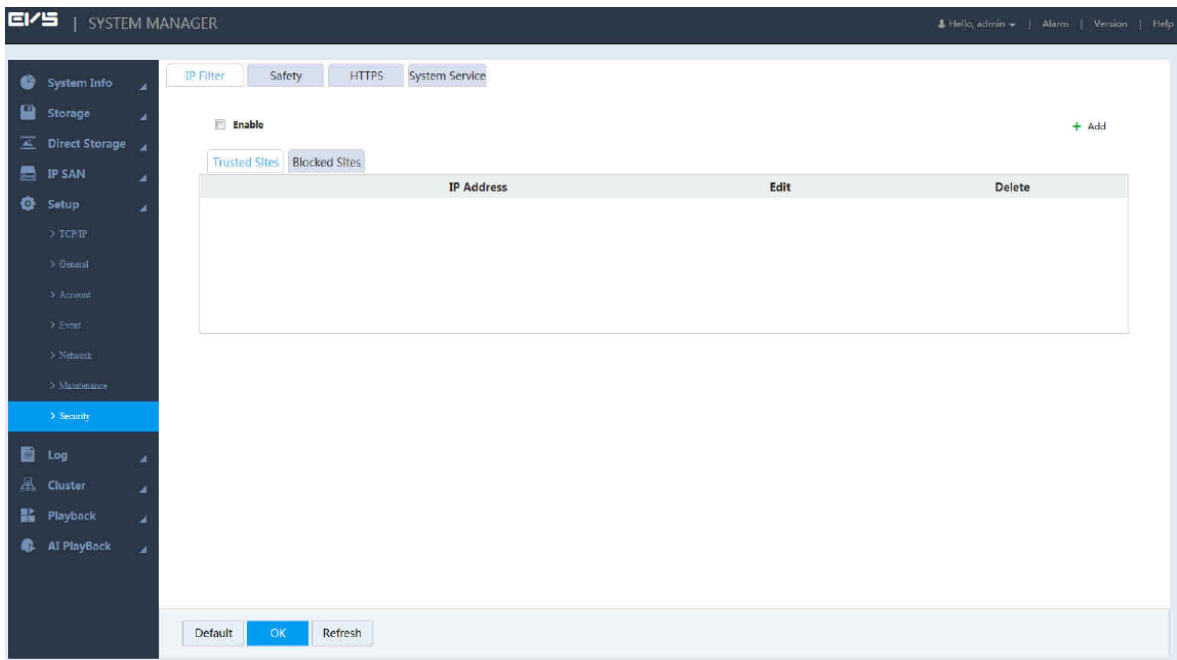 EVS | SYSTEM MANAGER
Hello, admin | Alarm | Version | Help
System Info
Storage
Direct Storage
IP SAN
Setup
> TCP/IP
> General
> Account
> Event
> Network
> Maintenance
> Security
Log
Cluster
Playback
AI PlayBack
IP Filter Safety HTTPS System Service
Enable
+ Add
Trusted Sites Blocked Sites
IP Address Edit Delete
Default OK Refresh